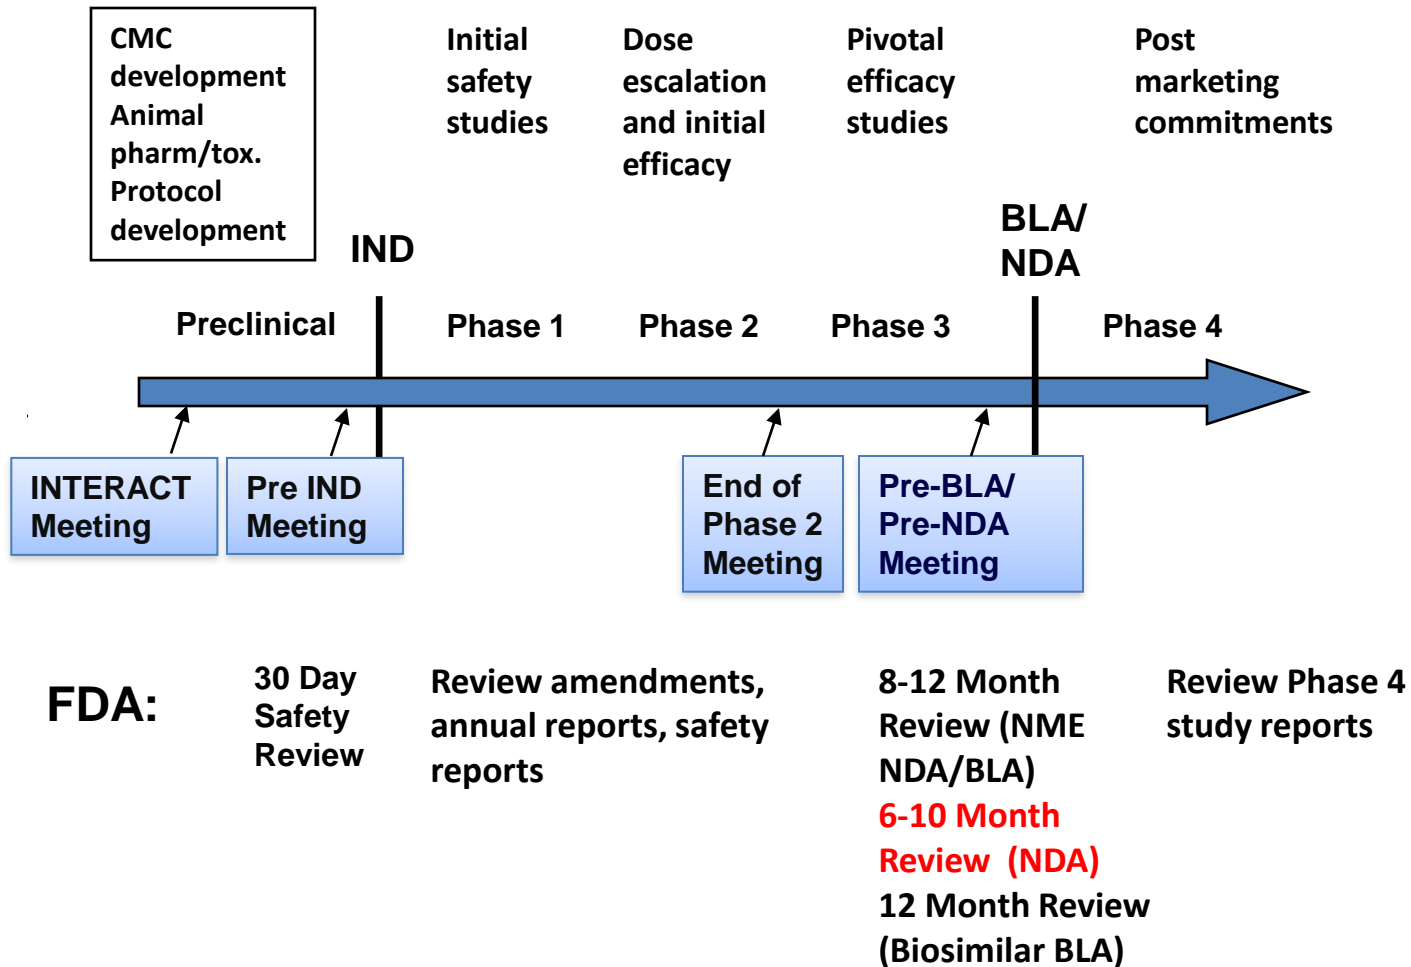 CMC
development
Animal
pharm/tox.
Protocol
development
Initial
safety
studies
Dose
escalation
and initial
efficacy
Pivotal
efficacy
studies
Post
marketing
commitments
IND
BLA/
NDA
Preclinical
Phase 1
Phase 2
Phase 3
Phase 4
INTERACT
Meeting
Pre IND
Meeting
End of
Phase 2
Meeting
Pre-BLA/
Pre-NDA
Meeting
FDA:
30 Day
Safety
Review
Review amendments,
annual reports, safety
reports
8-12 Month
Review (NME
NDA/BLA)
6-10 Month
Review (NDA)
12 Month Review
(Biosimilar BLA)
Review Phase 4
study reports